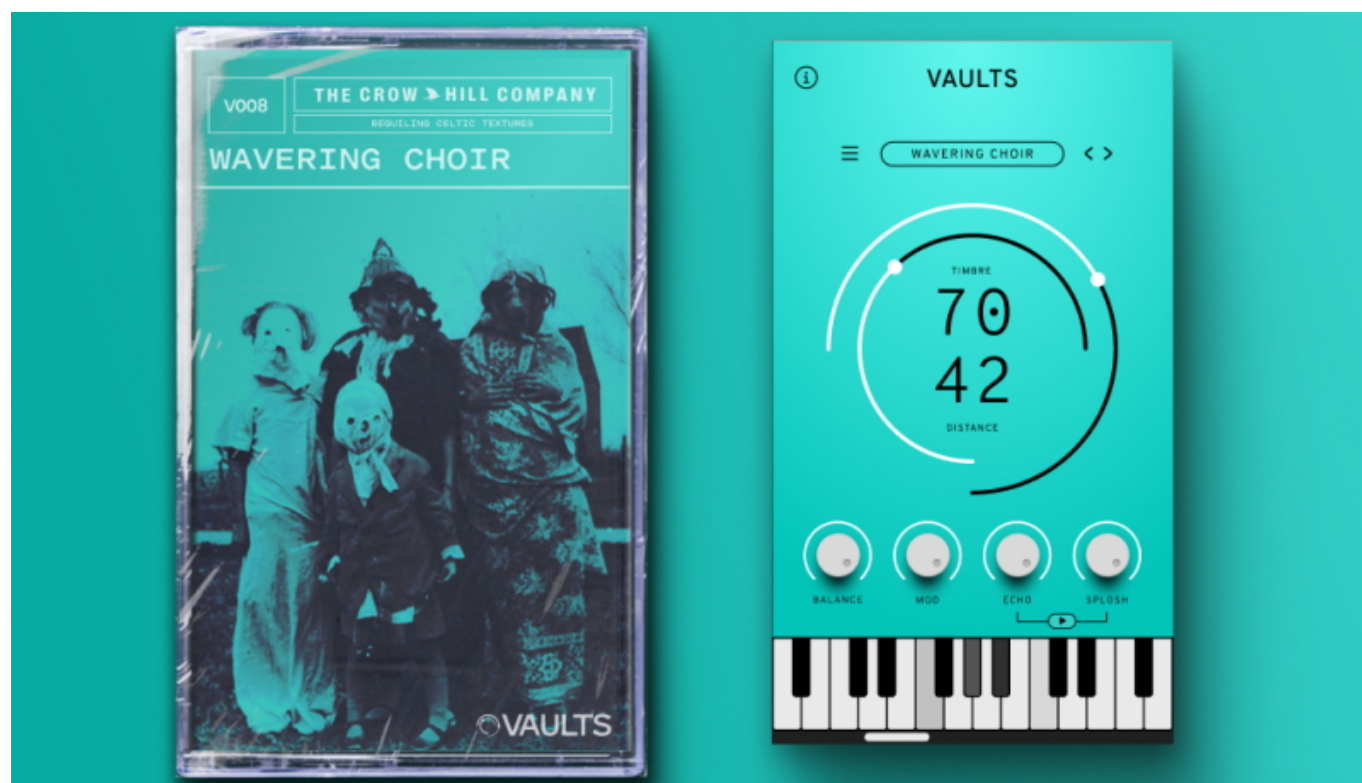 V008
THE CROW HILL COMPANY
BEGUILING CELTIC TEXTURES
WAVERING CHOIR
VAULTS
VAULTS
WAVERING CHOIR
TIMBRE
70
42
DISTANCE
BALANCE MOD ECHO SPLOSH